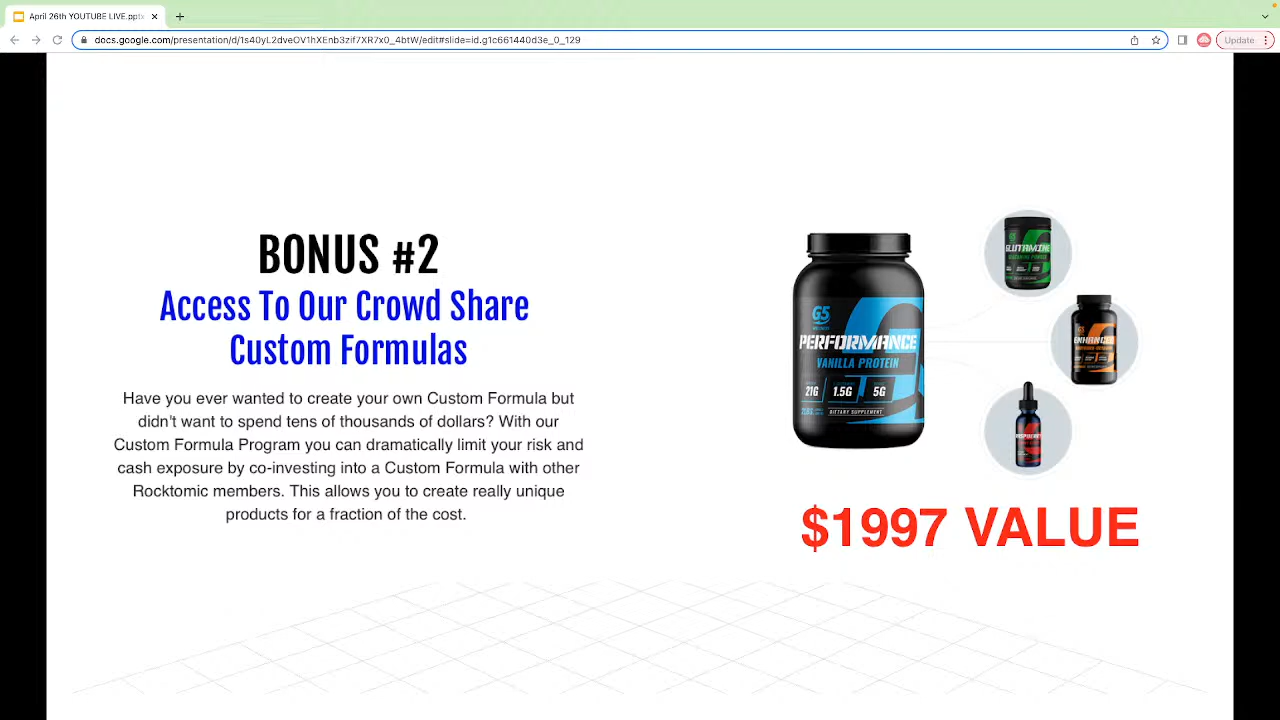 April 26th YOUTUBE LIVE.pptx
docs.google.com/presentation/d/1s40yL2dveOV1hXEnb3zif7XR7x0_4btW/edit#slide=id.g1c661440d3e_0_129
Update
BONUS #2
Access To Our Crowd Share
Custom Formulas
Have you ever wanted to create your own Custom Formula but
didn't want to spend tens of thousands of dollars? With our
Custom Formula Program you can dramatically limit your risk and
cash exposure by co-investing into a Custom Formula with other
Rocktomic members. This allows you to create really unique
products for a fraction of the cost.
G5
PERFORMANCE
VANILLA PROTEIN
21G 1.5G 5G
DIETARY SUPPLEMENT
GLUTAMINE
ENHANCED
$1997 VALUE